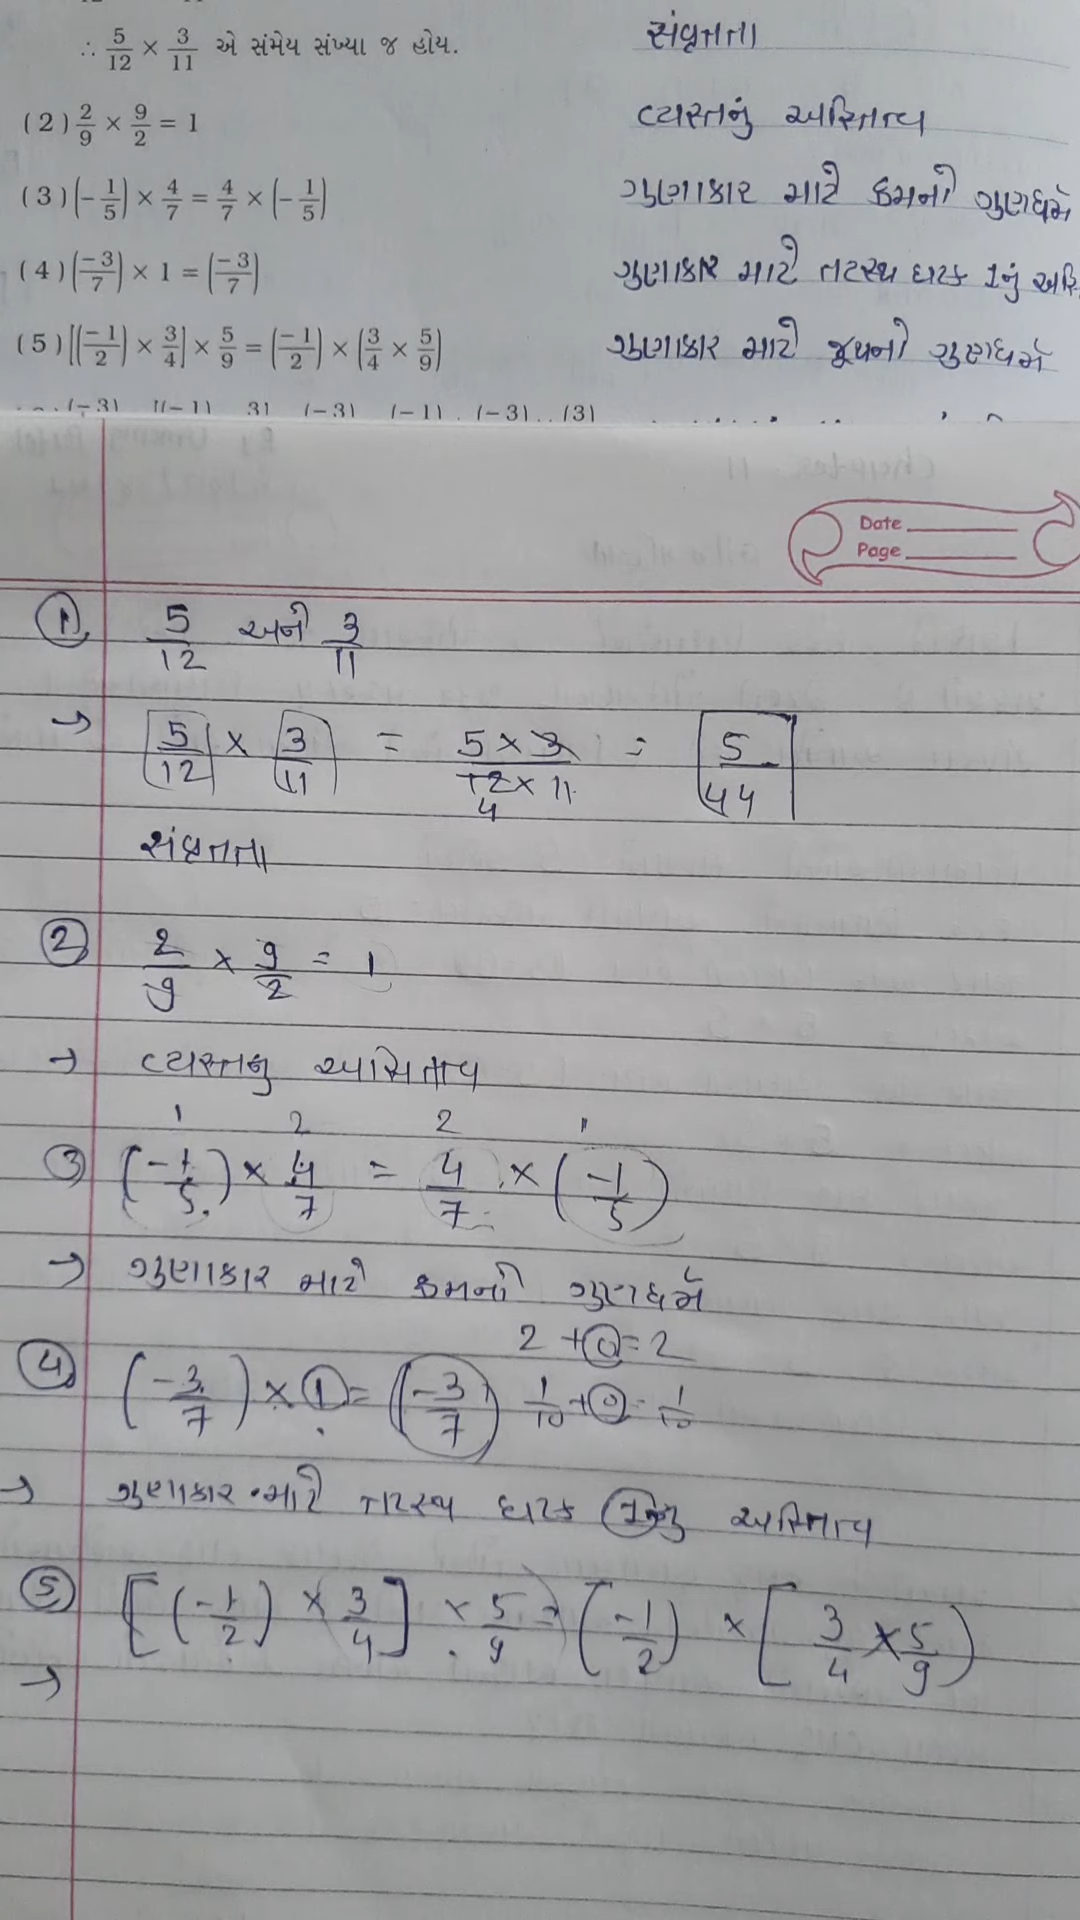 ∴ 5/12 × 3/11 એ સંમેય સંખ્યા જ હોય. સંવૃત્તતા
(2) 2/9 × 9/2 = 1 વ્યસ્તનું અસ્તિત્વ
(3) (-1/5) × 4/7 = 4/7 × (-1/5) ગુણાકાર માટે ક્રમનો ગુણધર્મ
(4) (-3/7) × 1 = (-3/7) ગુણાકાર માટે તટસ્થ ઘટક 1નું
(5) [(-1/2) × 3/4] × 5/9 = (-1/2) × (3/4 × 5/9) ગુણાકાર માટે જૂથનો ગુણધર્મ
Date
Page
1 5/12 અને 3/11
→ 5/12 × 3/11 = 5 × 3 / 12 × 11 = 5/44
4
સંવૃત્તતા
2 2/9 × 9/2 = 1
→ વ્યસ્તનુ અસિતત્વ
1 2 2 1
3 (-1/5) × 4/7 = 4/7 × (-1/5)
→ ગુણાકાર માટે ક્રમનો ગુણધર્મ
2 + 0 = 2
4 (-3/7) × 1 = (-3/7) 1/10 + 0 = 1/10
→ ગુણાકાર માટે તટસ્થ ઘટક 1નુ અસ્તિત્વ
5 [(-1/2) × 3/4] × 5/9 = (-1/2) × [3/4 × 5/9)
→